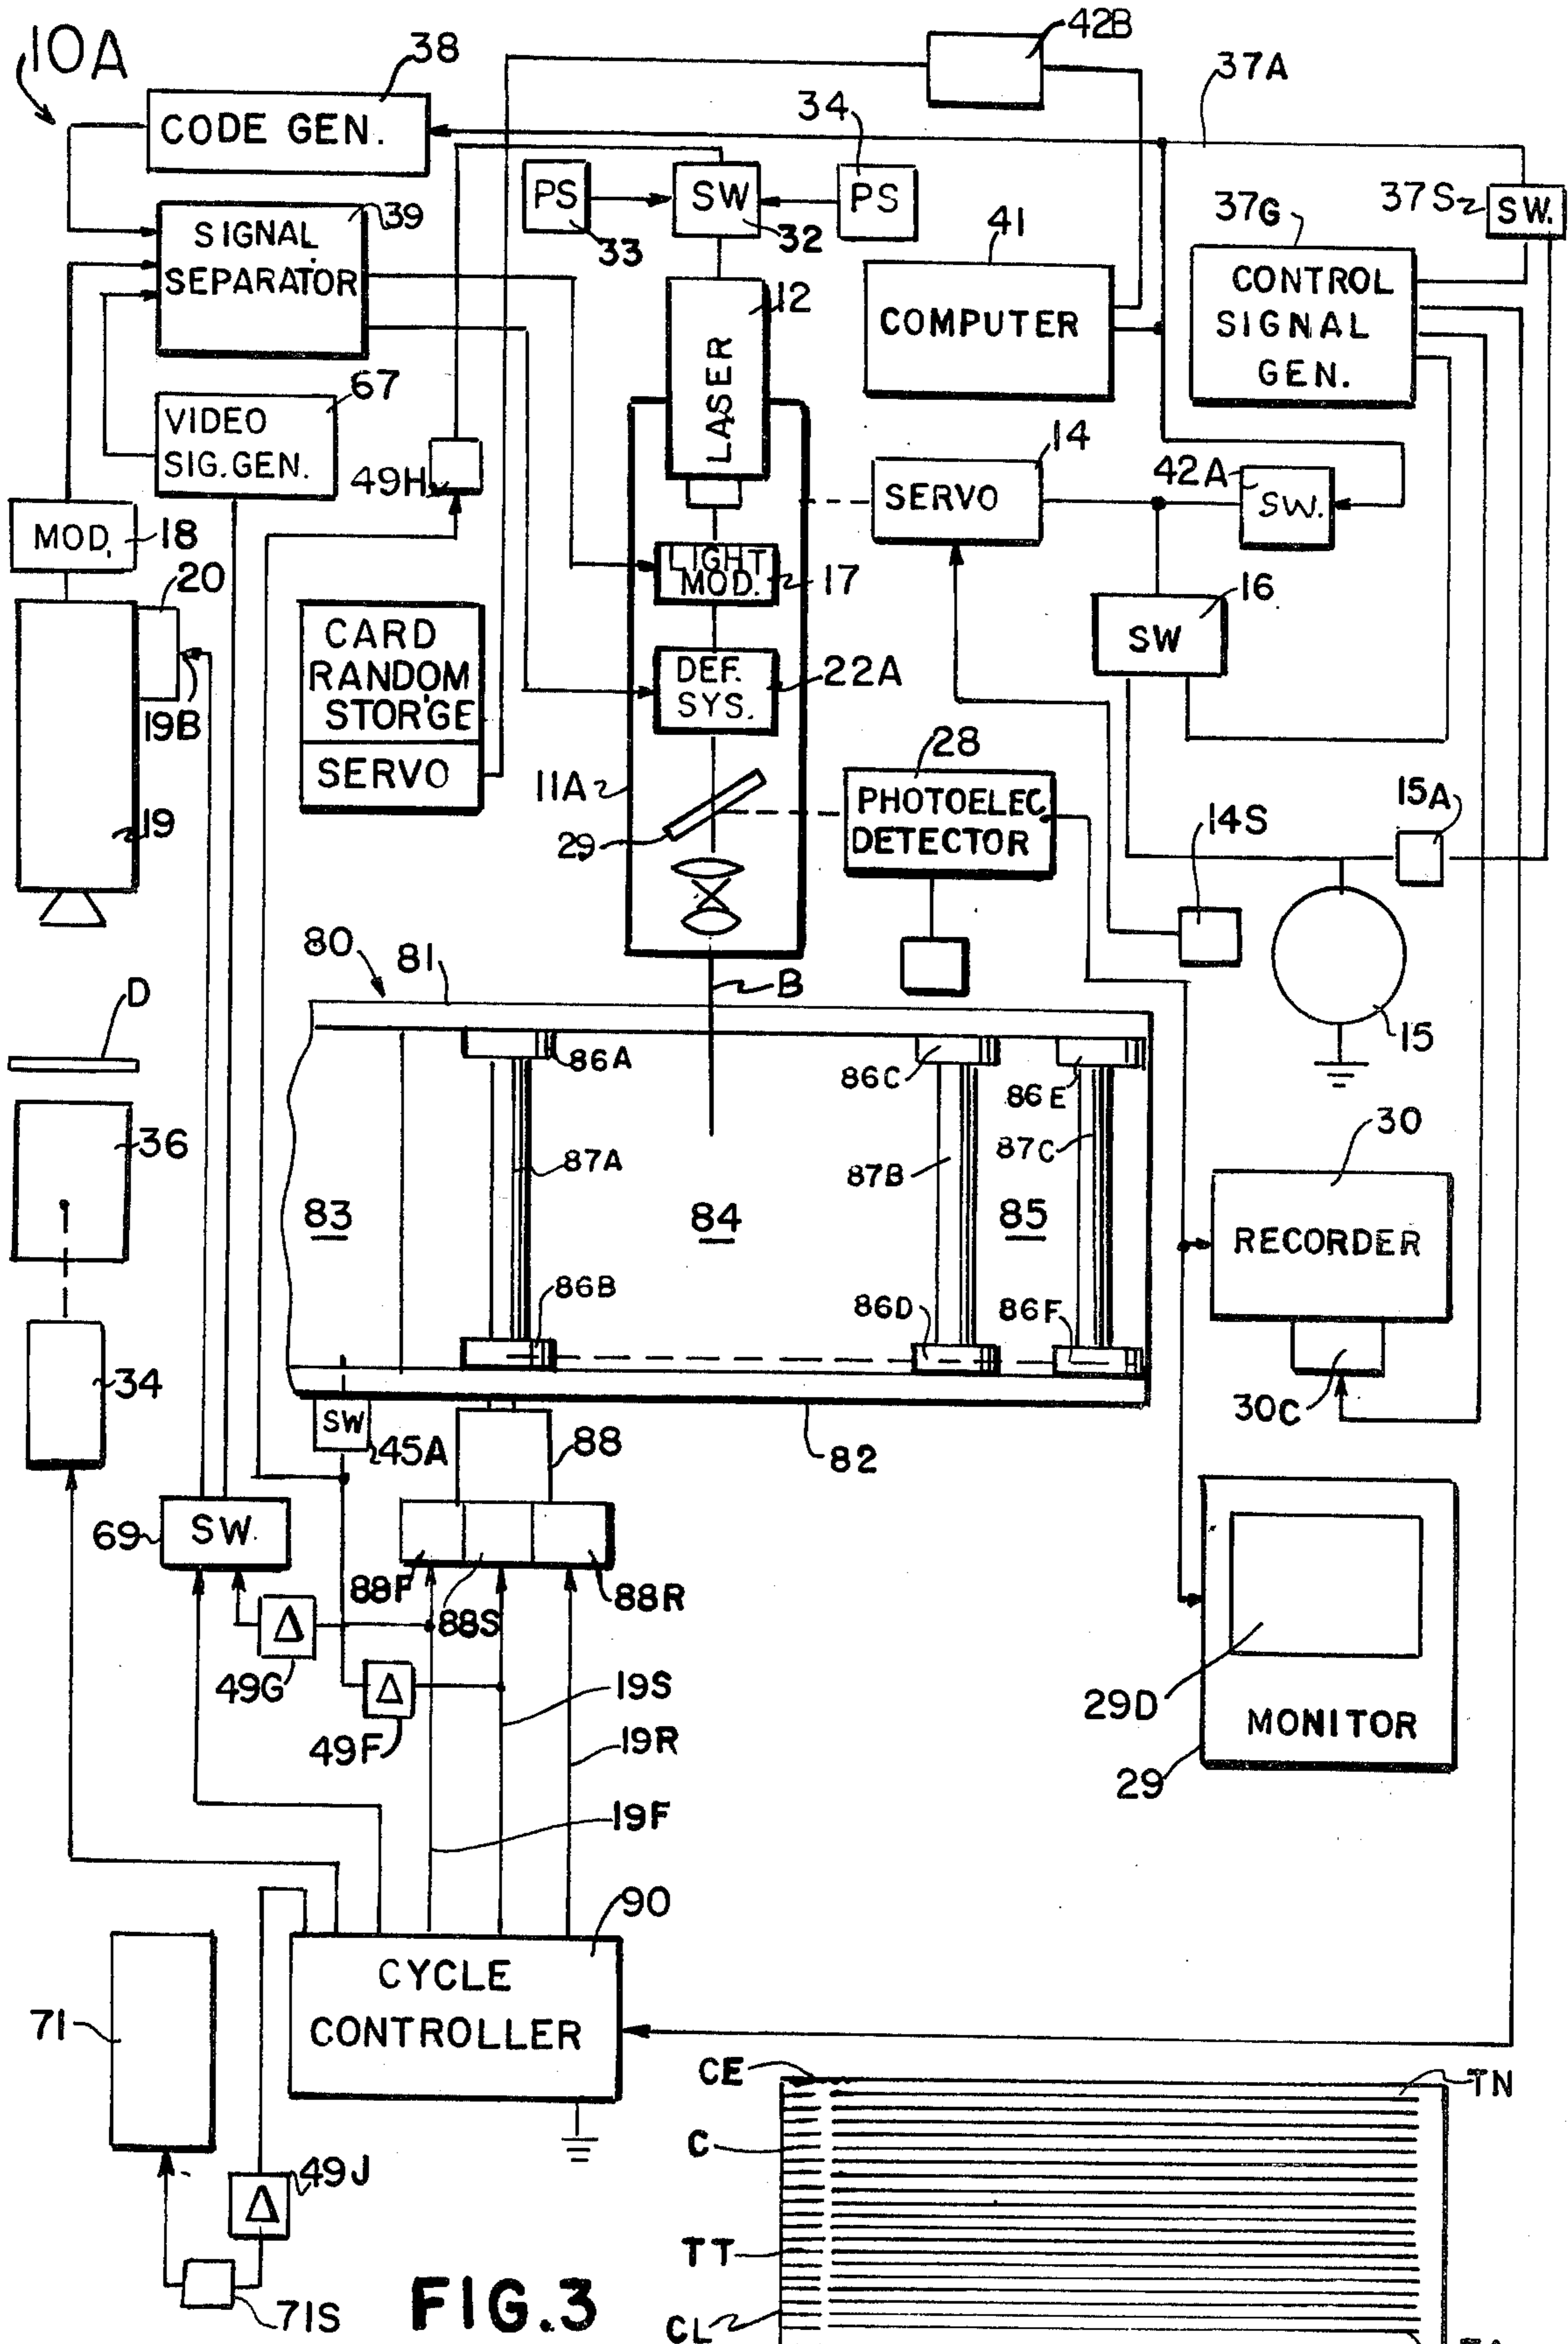 10A
38
42B
37A
CODE GEN.
34
PS
SW
PS
33
32
37S
SW.
39
SIGNAL
SEPARATOR
41
37G
12
COMPUTER
CONTROL
SIGNAL
GEN.
LASER
67
VIDEO
SIG.GEN.
49H
14
SERVO
42A
SW.
MOD.
18
20
LIGHT
MOD.
17
16
SW
CARD
RANDOM
STOR'GE
SERVO
DEF.
SYS.
22A
19B
28
11A
PHOTOELEC
DETECTOR
15A
14S
19
29
80
81
B
D
15
86A
86C
86E
36
87A
87B
87C
30
83
84
85
RECORDER
86B
86D
86F
34
30C
SW
45A
88
82
69
SW.
88F
88S
88R
Δ
49G
Δ
49F
19S
29D
MONITOR
19R
29
19F
90
CYCLE
CONTROLLER
71
CE
TN
C
49J
Δ
TT
71S
FIG.3
CL